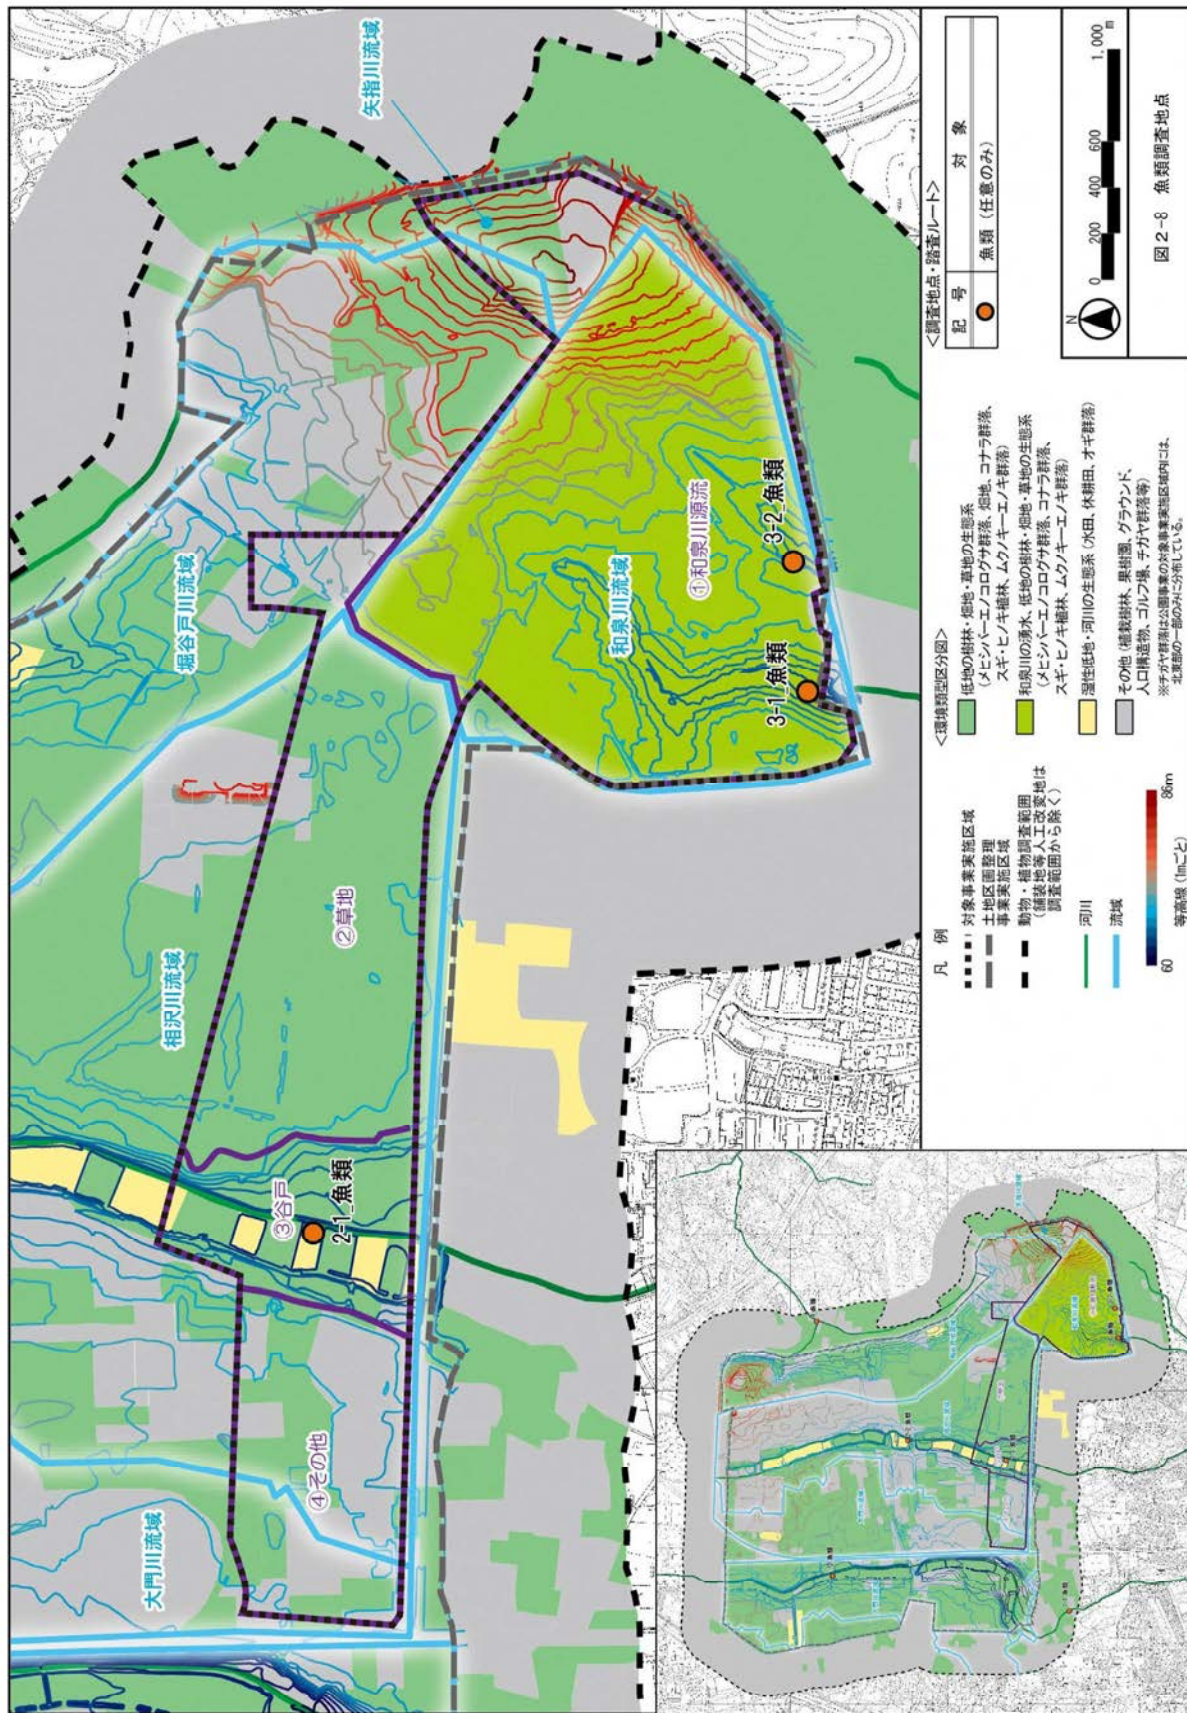 大門川流域
相沢川流域
堀谷戸川流域
矢指川流域
④その他
③谷戸
2-1_魚類
②草地
和泉川流域
①和泉川源流
3-1_魚類
3-2_魚類
凡 例
対象事業実施区域
土地区画整理
事業実施区域
動物・植物調査範囲
(舗装地等人工改変地は
調査範囲から除く)
河川
流域
60
86m
等高線 (1mごと)
<環境類型区分図>
低地の樹林・畑地・草地の生態系
(メヒシバーエノコログサ群落、畑地、コナラ群落、
スギ・ヒノキ植林、ムクノキーエノキ群落)
和泉川の湧水、低地の樹林・畑地・草地の生態系
(メヒシバーエノコログサ群落、コナラ群落、
スギ・ヒノキ植林、ムクノキーエノキ群落)
湿性低地・河川の生態系 (水田、休耕田、オギ群落)
その他 (植栽樹林、果樹園、グラウンド、
人口構造物、ゴルフ場、チガヤ群落等)
※チガヤ群落は公園事業の対象事業実施区域内には、
北東部の一部のみに分布している。
<調査地点・踏査ルート>
記 号
対 象
魚類 (任意のみ)
N
0
200
400
600
1,000
m
図2-8 魚類調査地点